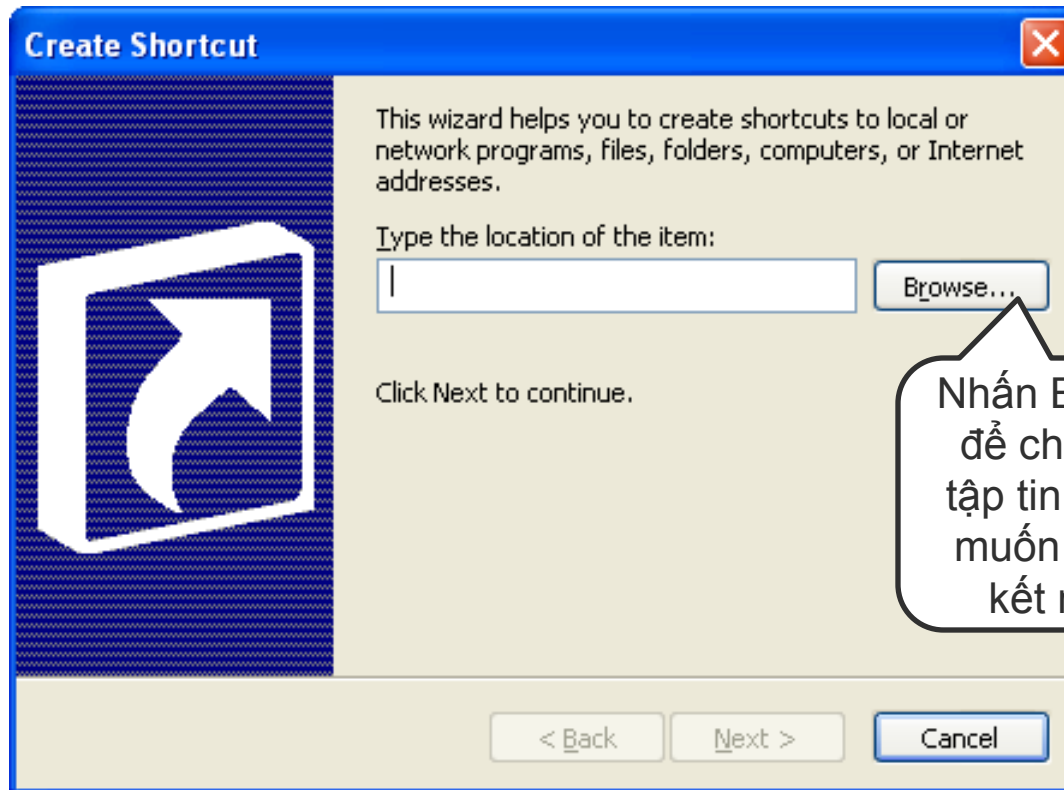 Create Shortcut
This wizard helps you to create shortcuts to local or
network programs, files, folders, computers, or Internet
addresses.
Type the location of the item:
Browse...
Click Next to continue.
Nhấn
để
tập tin
muốn
kết
< Back
Next >
Cancel